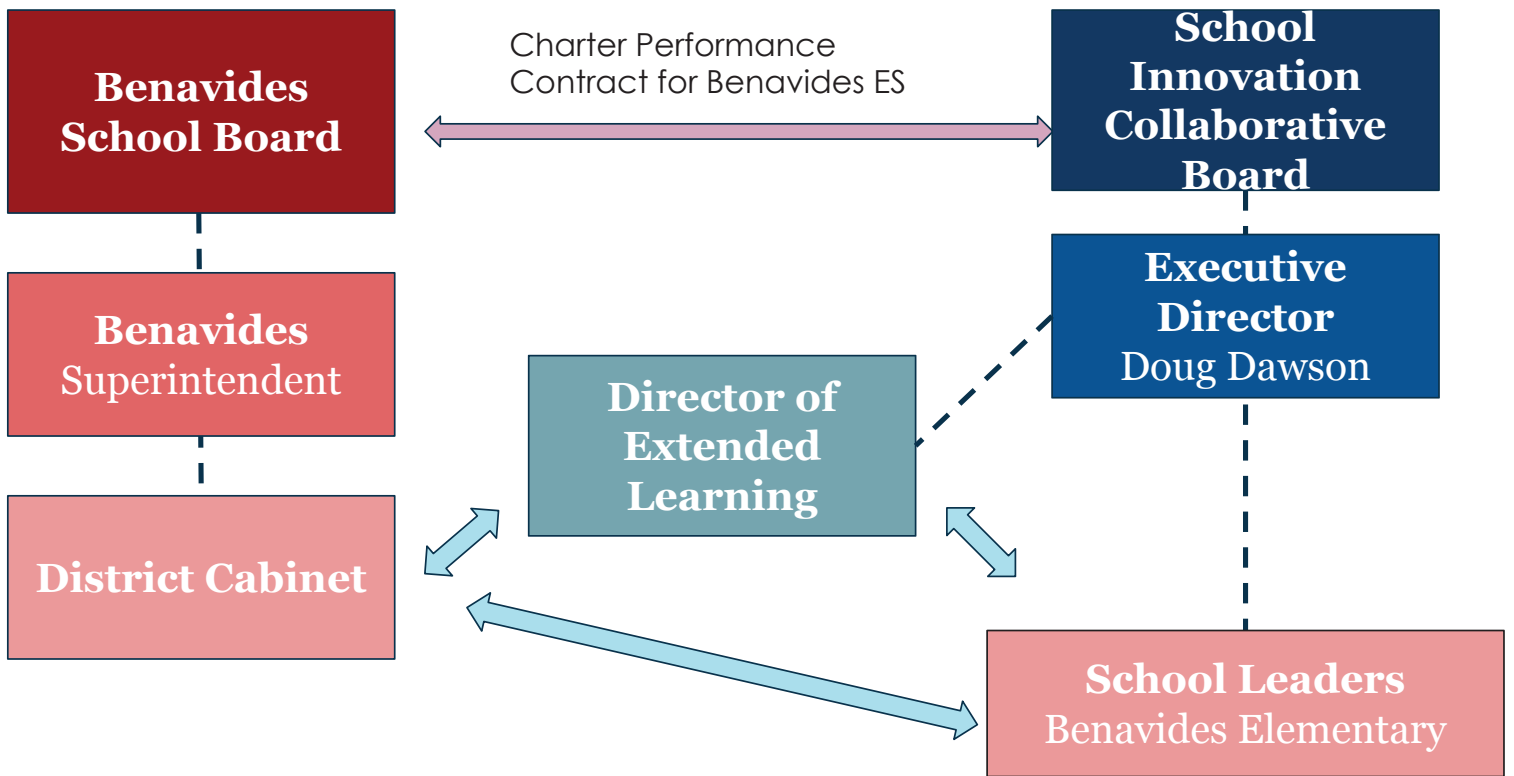 Benavides
School Board
Charter Performance
Contract for Benavides ES
School
Innovation
Collaborative
Board
Benavides
Superintendent
Executive
Director
Doug Dawson
Director of
Extended
Learning
District Cabinet
School Leaders
Benavides Elementary